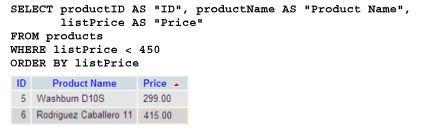 SELECT productID AS "ID", productName AS "Product Name",
listPrice AS "Price"
FROM products
WHERE listPrice < 450
ORDER BY listPrice
ID Product Name Price
5 Washburn D10S 299.00
6 Rodriguez Caballero 11 415.00